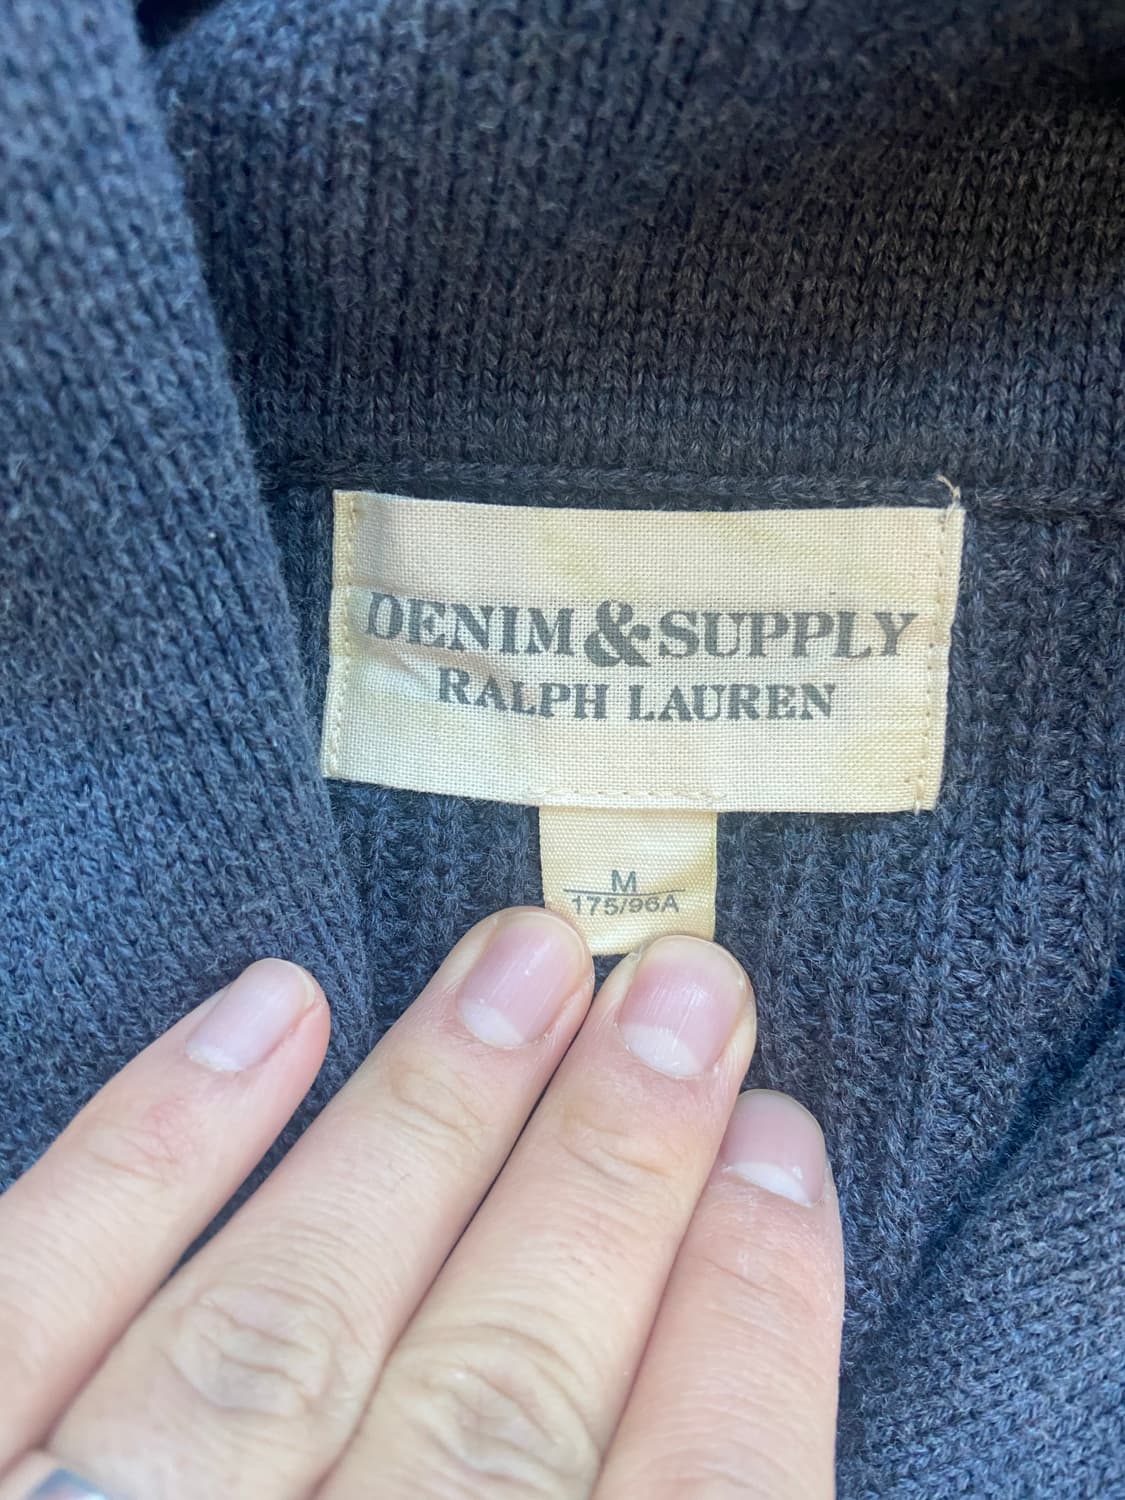 DENIM & SUPPLY
RALPH LAUREN
M
175/96A